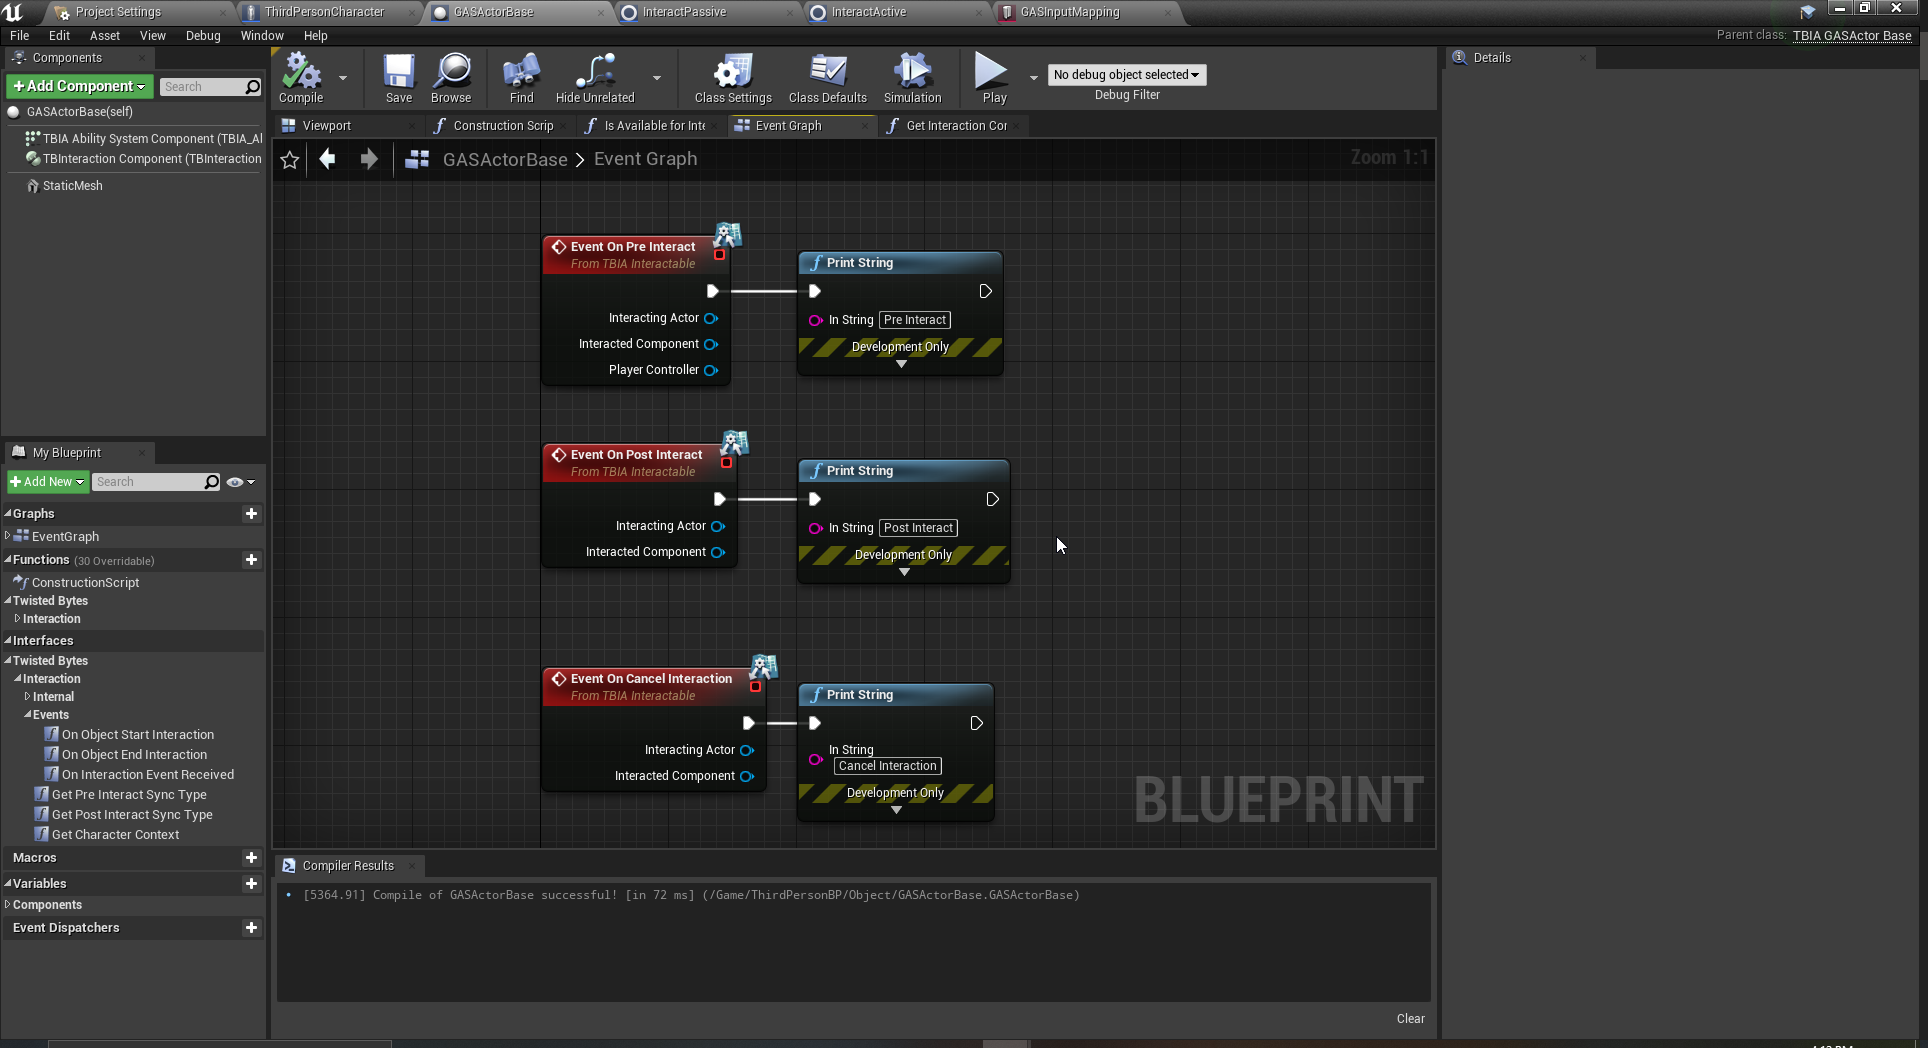 Project Settings
ThirdPersonCharacter
GASActorBase
InteractPassive
InteractActive
GASInputMapping
File Edit Asset View Debug Window Help
Parent class: TBIA GASActor Base
Components
Add Component
Search
GASActorBase(self)
TBIA Ability System Component (TBIA_Al
TBInteraction Component (TBInteraction
StaticMesh
Compile
Save
Browse
Find
Hide Unrelated
Class Settings
Class Defaults
Simulation
Play
No debug object selected
Debug Filter
Details
Viewport
Construction Scrip
Is Available for Inte
Event Graph
Get Interaction Cor
GASActorBase > Event Graph
Zoom 1:1
Event On Pre Interact
From TBIA Interactable
Interacting Actor
Interacted Component
Player Controller
Print String
In String Pre Interact
Development Only
Event On Post Interact
From TBIA Interactable
Interacting Actor
Interacted Component
Print String
In String Post Interact
Development Only
Event On Cancel Interaction
From TBIA Interactable
Interacting Actor
Interacted Component
Print String
In String
Cancel Interaction
Development Only
BLUEPRINT
My Blueprint
Add New
Search
Graphs
EventGraph
Functions (30 Overridable)
ConstructionScript
Twisted Bytes
Interaction
Interfaces
Twisted Bytes
Interaction
Internal
Events
On Object Start Interaction
On Object End Interaction
On Interaction Event Received
Get Pre Interact Sync Type
Get Post Interact Sync Type
Get Character Context
Macros
Variables
Components
Event Dispatchers
Compiler Results
[5364.91] Compile of GASActorBase successful! [in 72 ms] (/Game/ThirdPersonBP/Object/GASActorBase.GASActorBase)
Clear